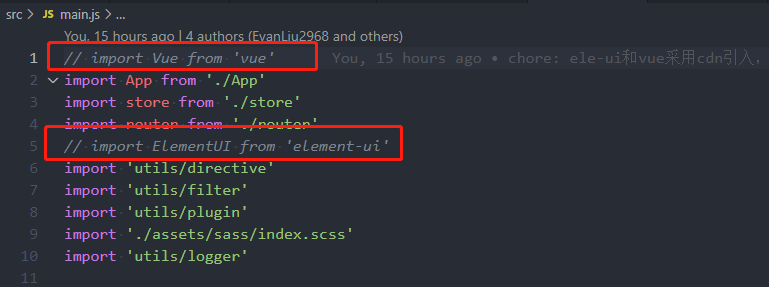 src > JS main.js > ...
You, 15 hours ago | 4 authors (EvanLiu2968 and others)
1 // import Vue from 'vue' You, 15 hours ago • chore: ele-ui和vue采用cdn引入,
2 import App from './App'
3 import store from './store'
4 import router from './router'
5 // import ElementUI from 'element-ui'
6 import 'utils/directive'
7 import 'utils/filter'
8 import 'utils/plugin'
9 import './assets/sass/index.scss'
10 import 'utils/logger'
11